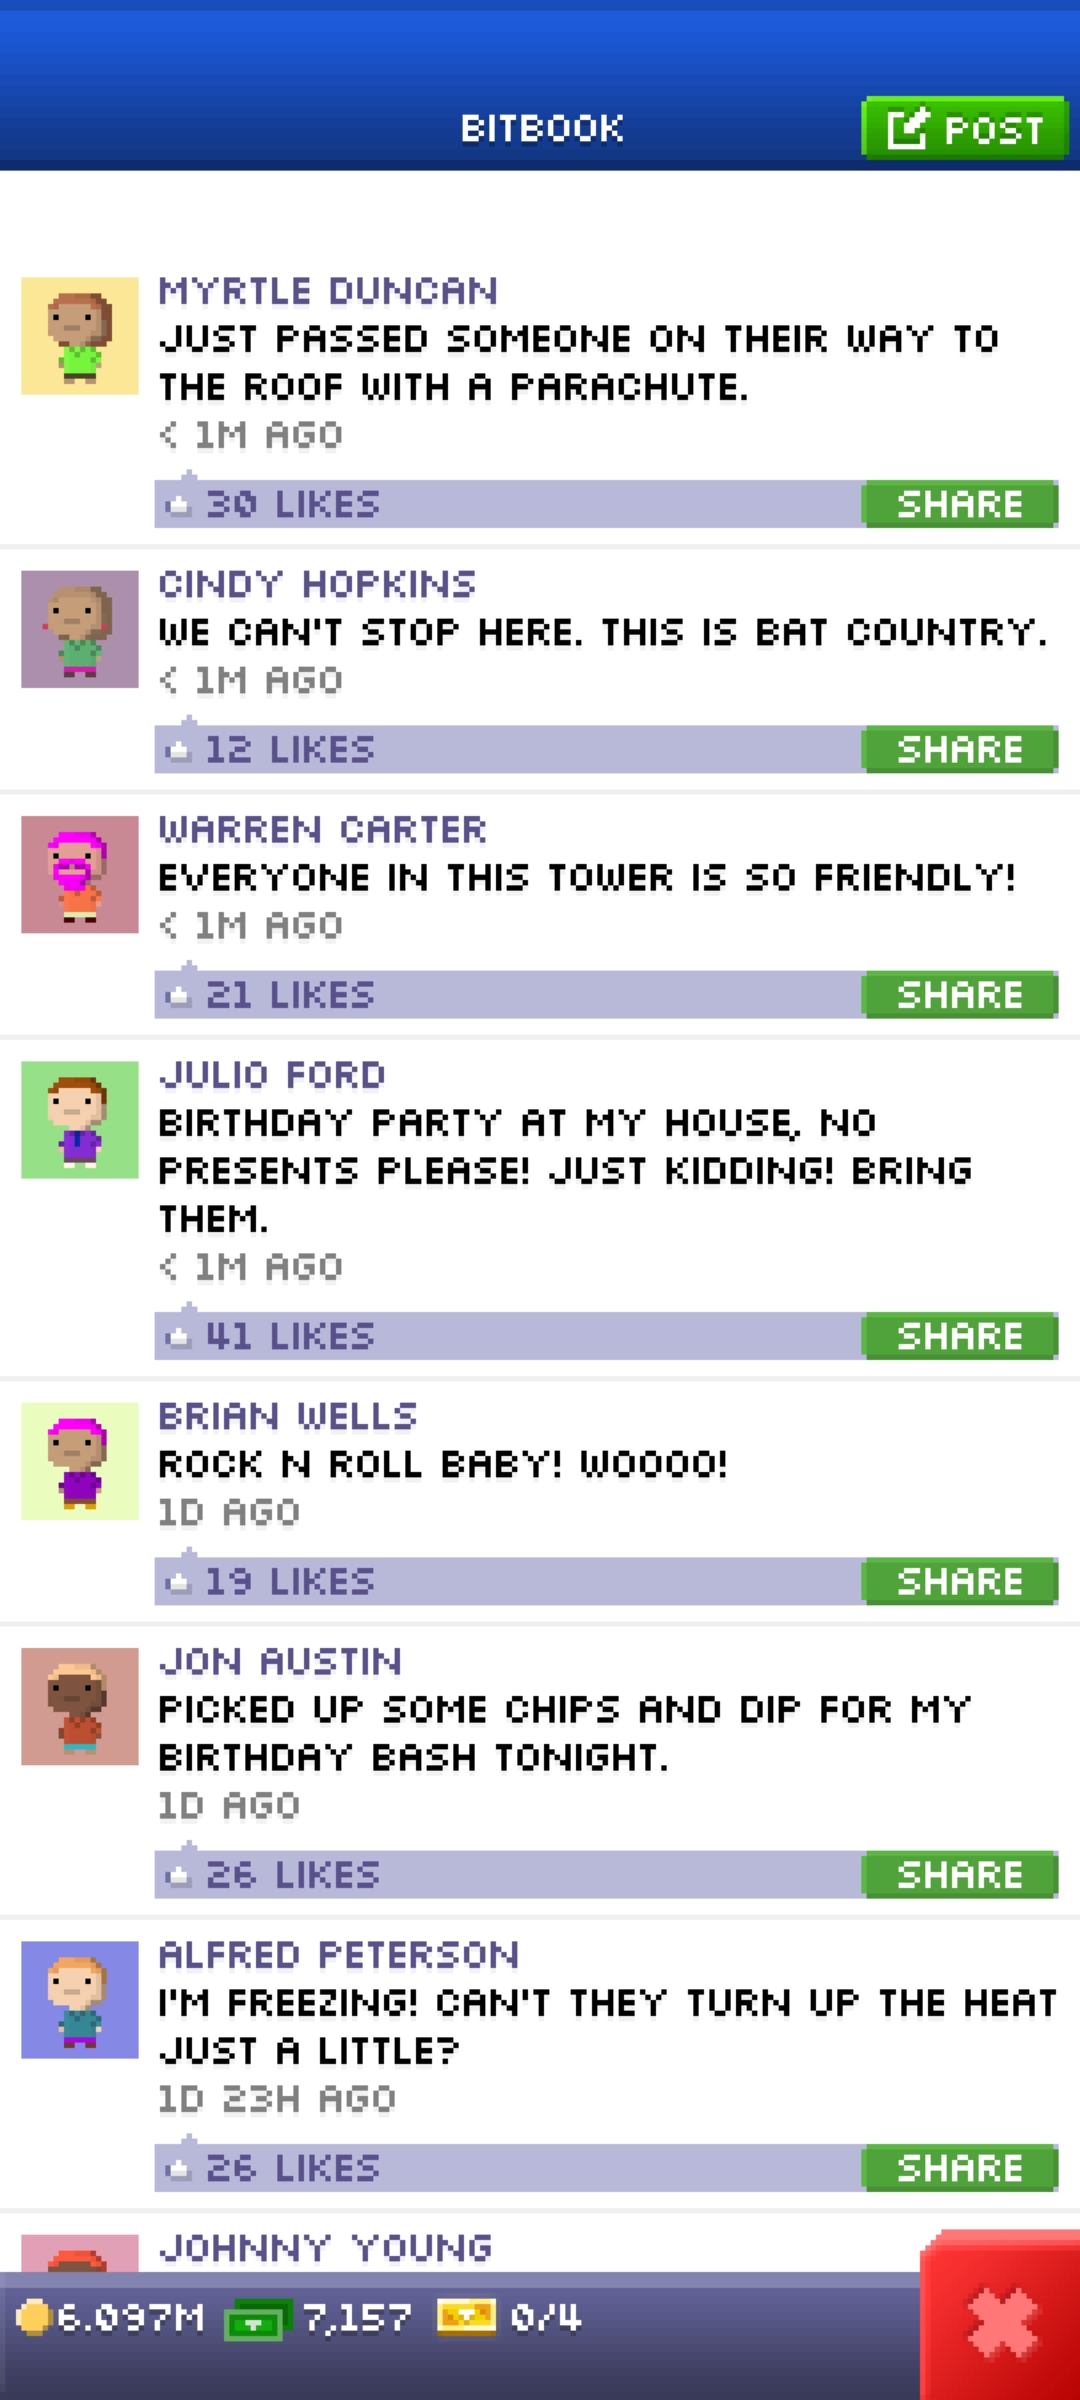 BITBOOK
POST
MYRTLE DUNCAN
JUST PASSED SOMEONE ON THEIR WAY TO
THE ROOF WITH A PARACHUTE.
< 1M AGO
30 LIKES
SHARE
CINDY HOPKINS
WE CAN'T STOP HERE. THIS IS BAT COUNTRY.
< 1M AGO
12 LIKES
SHARE
WARREN CARTER
EVERYONE IN THIS TOWER IS SO FRIENDLY!
< 1M AGO
21 LIKES
SHARE
JULIO FORD
BIRTHDAY PARTY AT MY HOUSE, NO
PRESENTS PLEASE! JUST KIDDING! BRING
THEM.
< 1M AGO
41 LIKES
SHARE
BRIAN WELLS
ROCK N ROLL BABY! WOOOO!
1D AGO
19 LIKES
SHARE
JON AUSTIN
PICKED UP SOME CHIPS AND DIP FOR MY
BIRTHDAY BASH TONIGHT.
1D AGO
26 LIKES
SHARE
ALFRED PETERSON
I'M FREEZING! CAN'T THEY TURN UP THE HEAT
JUST A LITTLE?
1D 23H AGO
26 LIKES
SHARE
JOHNNY YOUNG
6.097M 7,157 0/4